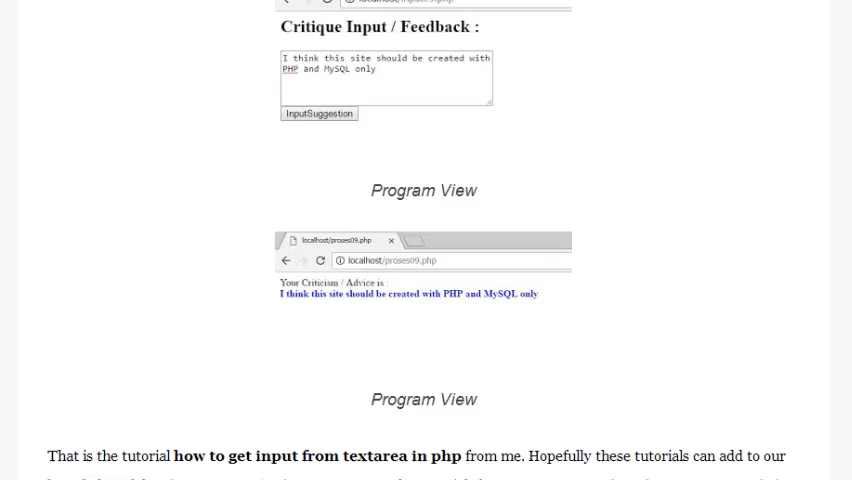 Critique Input / Feedback :
I think this site should be created with
PHP and MySQL only
InputSuggestion
Program View
localhost/proses09.php
localhost/proses09.php
Your Criticism / Advice is :
I think this site should be created with PHP and MySQL only
Program View
That is the tutorial how to get input from textarea in php from me. Hopefully these tutorials can add to our